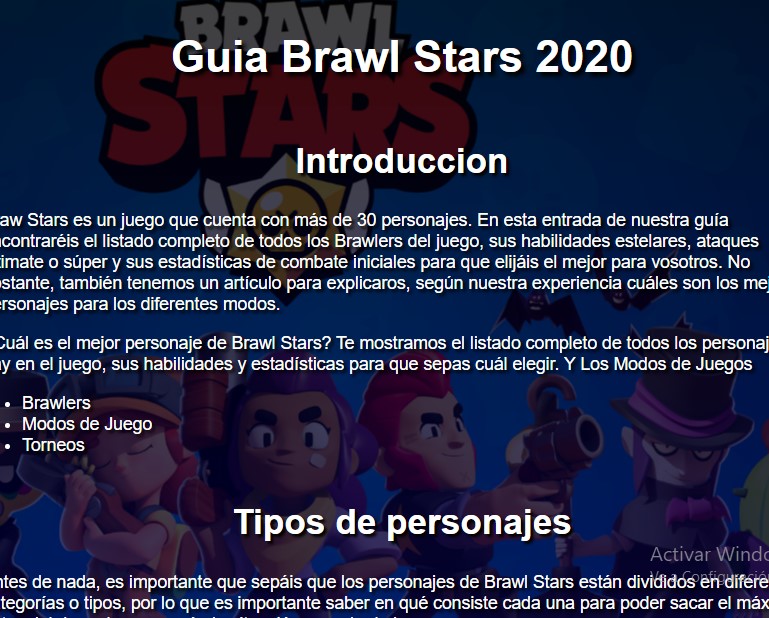 BRAWL
STARS
Guia Brawl Stars 2020
Introduccion
aw Stars es un juego que cuenta con más de 30 personajes. En esta entrada de nuestra guía
contraréis el listado completo de todos los Brawlers del juego, sus habilidades estelares, ataques
timate o súper y sus estadísticas de combate iniciales para que elijáis el mejor para vosotros. No
ostante, también tenemos un artículo para explicaros, según nuestra experiencia cuáles son los mej
ersonajes para los diferentes modos.
Cuál es el mejor personaje de Brawl Stars? Te mostramos el listado completo de todos los personaj
y en el juego, sus habilidades y estadísticas para que sepas cuál elegir. Y Los Modos de Juegos
• Brawlers
• Modos de Juego
• Torneos
Tipos de personajes
ntes de nada, es importante que sepáis que los personajes de Brawl Stars están divididos en difere
tegorías o tipos, por lo que es importante saber en qué consiste cada una para poder sacar el máx
Activar Windo